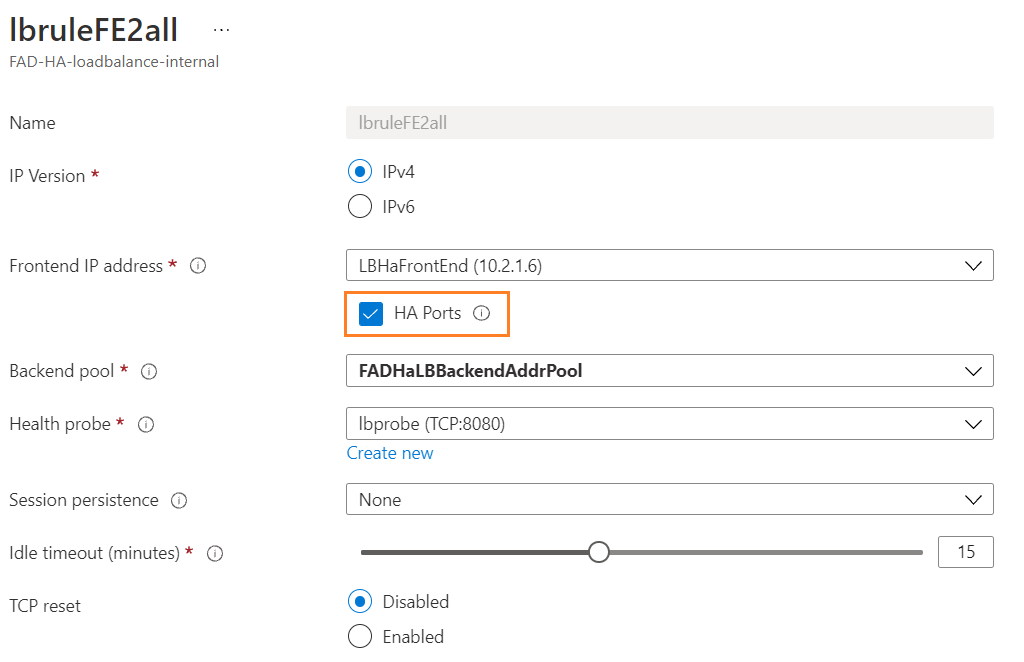 lbruleFE2all ...
FAD-HA-loadbalance-internal
Name lbruleFE2all
IP Version * IPv4
IPv6
Frontend IP address * LBHaFrontEnd (10.2.1.6)
HA Ports
Backend pool * FADHaLBBackendAddrPool
Health probe * lbprobe (TCP:8080)
Create new
Session persistence None
Idle timeout (minutes) * 15
TCP reset Disabled
Enabled